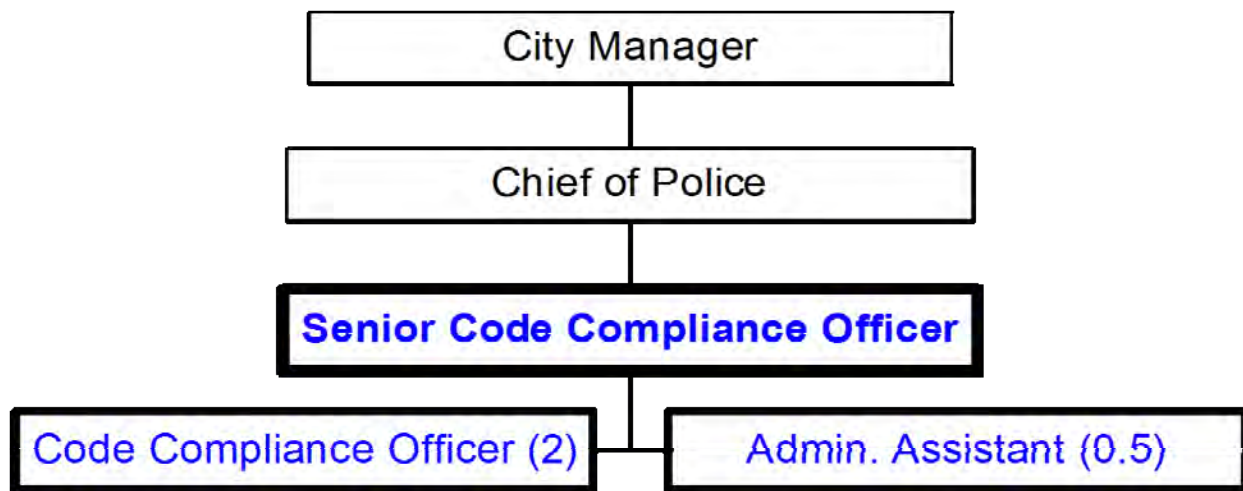 City Manager
Chief of Police
Senior Code Compliance Officer
Code Compliance Officer (2)
Admin. Assistant (0.5)